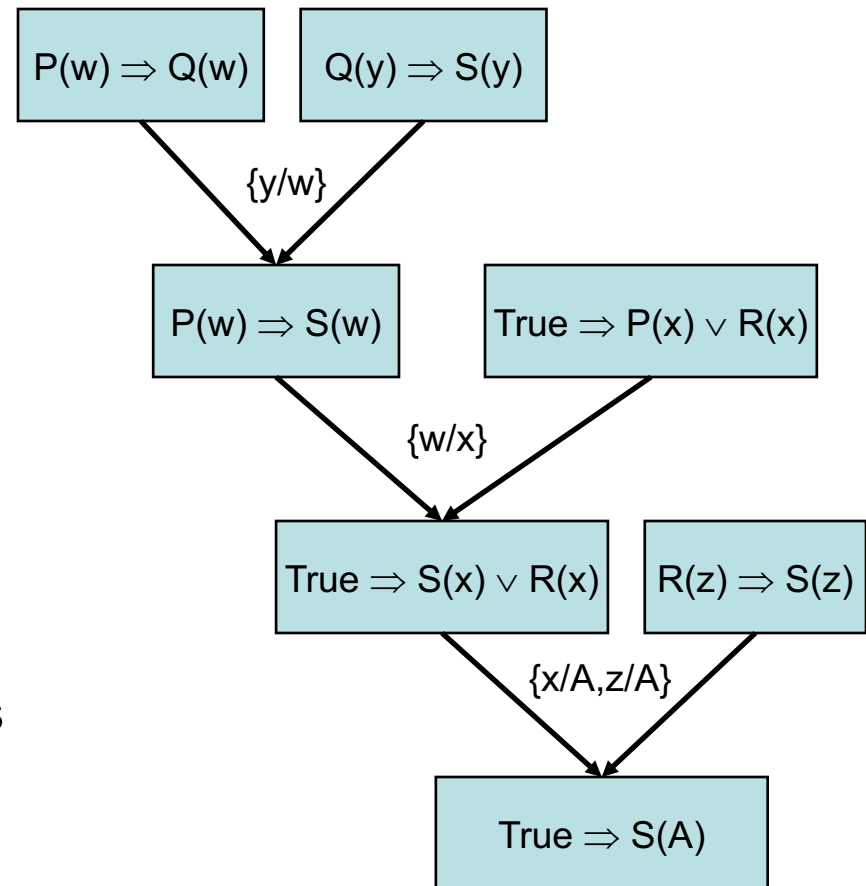 P(w) ⇒ Q(w)
Q(y) ⇒ S(y)
{y/w}
P(w) ⇒ S(w)
True ⇒ P(x) ∨ R(x)
{w/x}
True ⇒ S(x) ∨ R(x)
R(z) ⇒ S(z)
{x/A,z/A}
s
True ⇒ S(A)